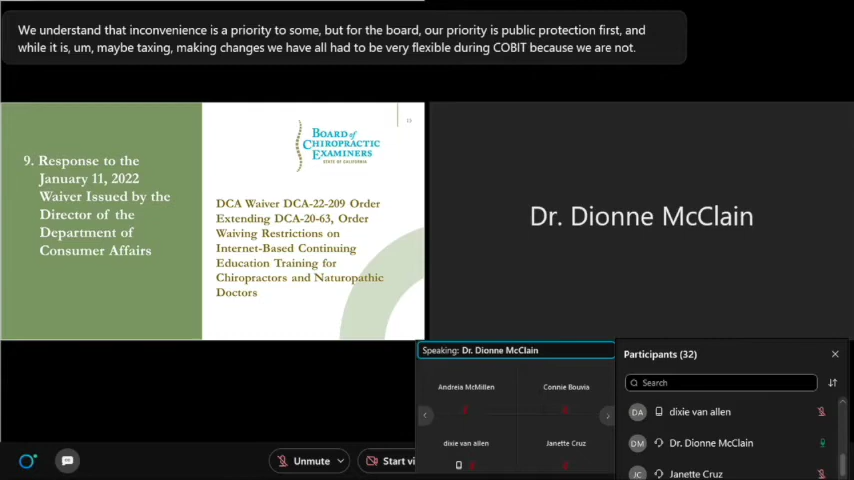 We understand that inconvenience is a priority to some, but for the board, our priority is public protection first, and
while it is, um, maybe taxing, making changes we have all had to be very flexible during COBIT because we are not.
9. Response to the
January 11, 2022
Waiver Issued by the
Director of the
Department of
Consumer Affairs
15
BOARD of
CHIROPRACTIC
EXAMINERS
STATE OF CALIFORNIA
DCA Waiver DCA-22-209 Order
Extending DCA-20-63, Order
Waiving Restrictions on
Internet-Based Continuing
Education Training for
Chiropractors and Naturopathic
Doctors
Dr. Dionne McClain
Speaking: Dr. Dionne McClain
Andreia McMillen
Connie Bouvia
dixie van allen
Janette Cruz
Participants (32)
Search
DA dixie van allen
DM Dr. Dionne McClain
JC Janette Cruz
Unmute
Start vi